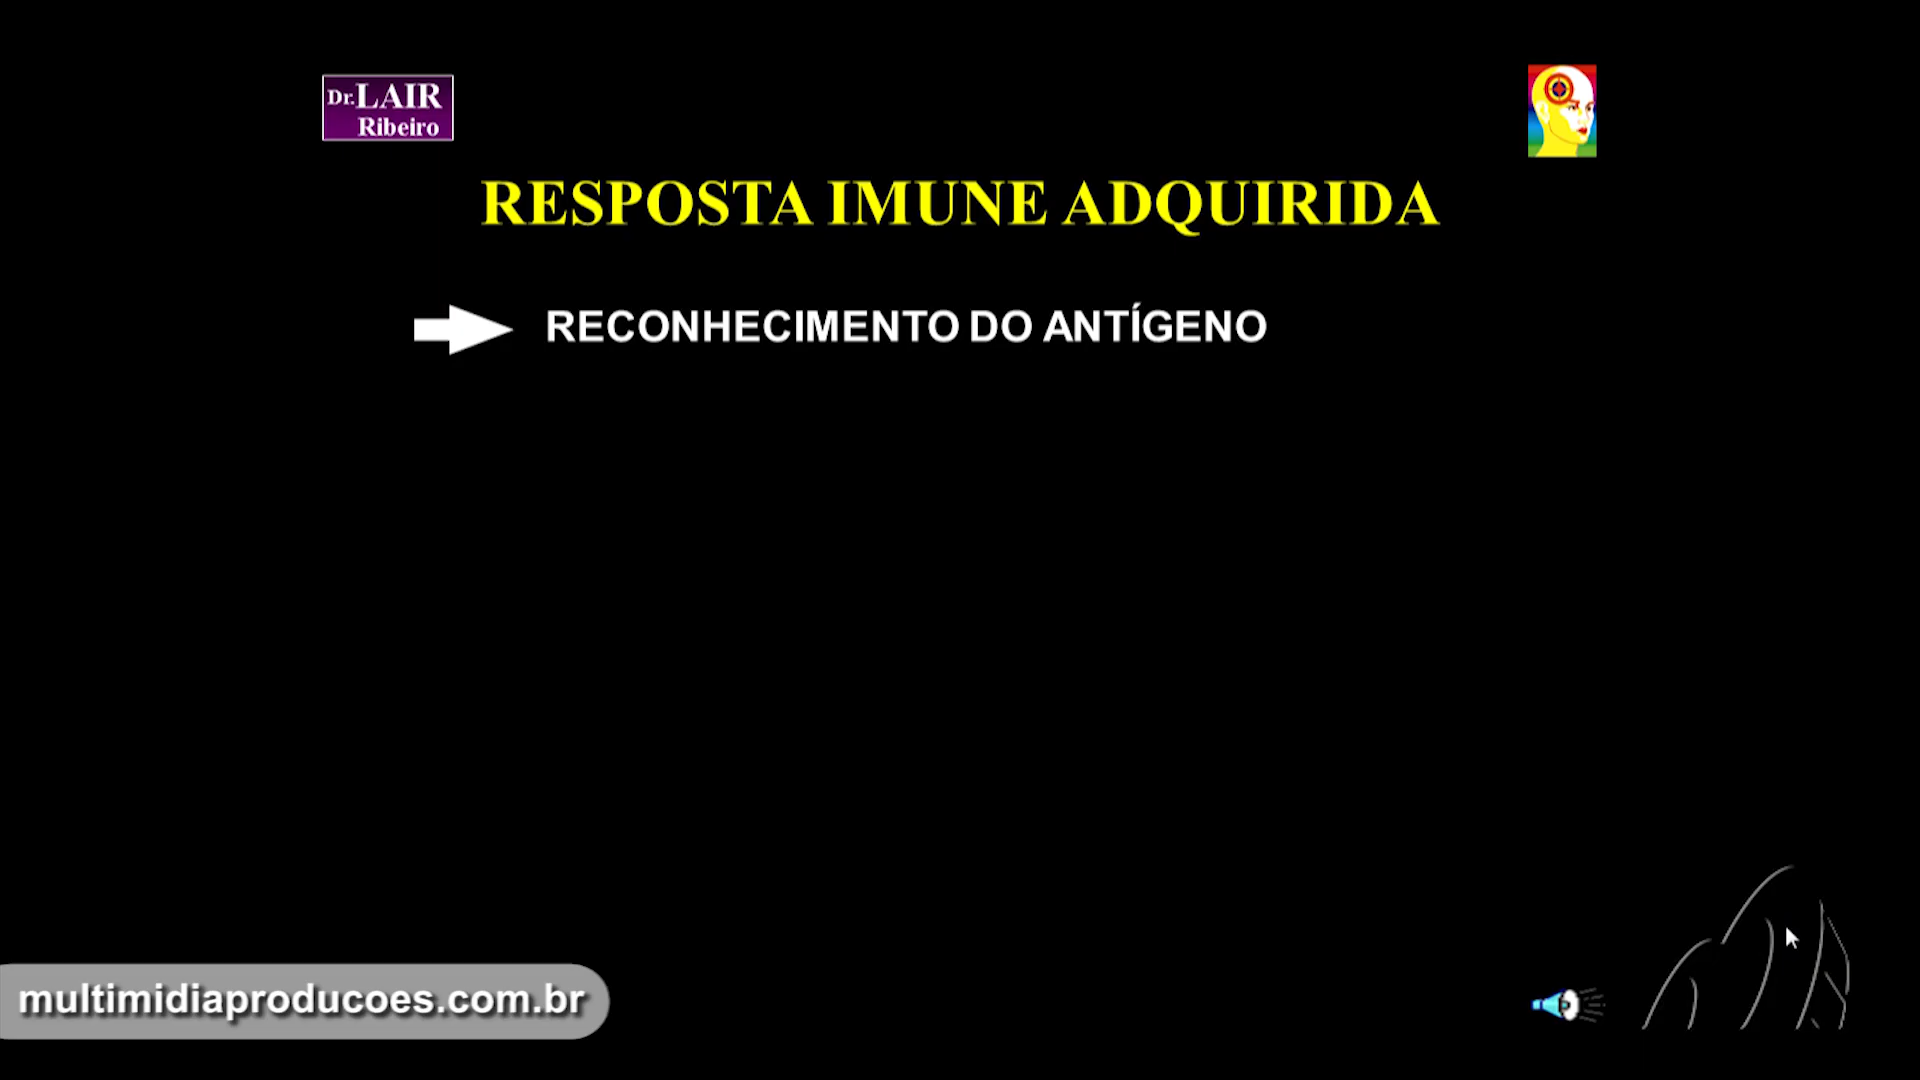 Dr. LAIR
Ribeiro
RESPOSTA IMUNE ADQUIRIDA
RECONHECIMENTO DO ANTÍGENO
multimidiaproducoes.com.br